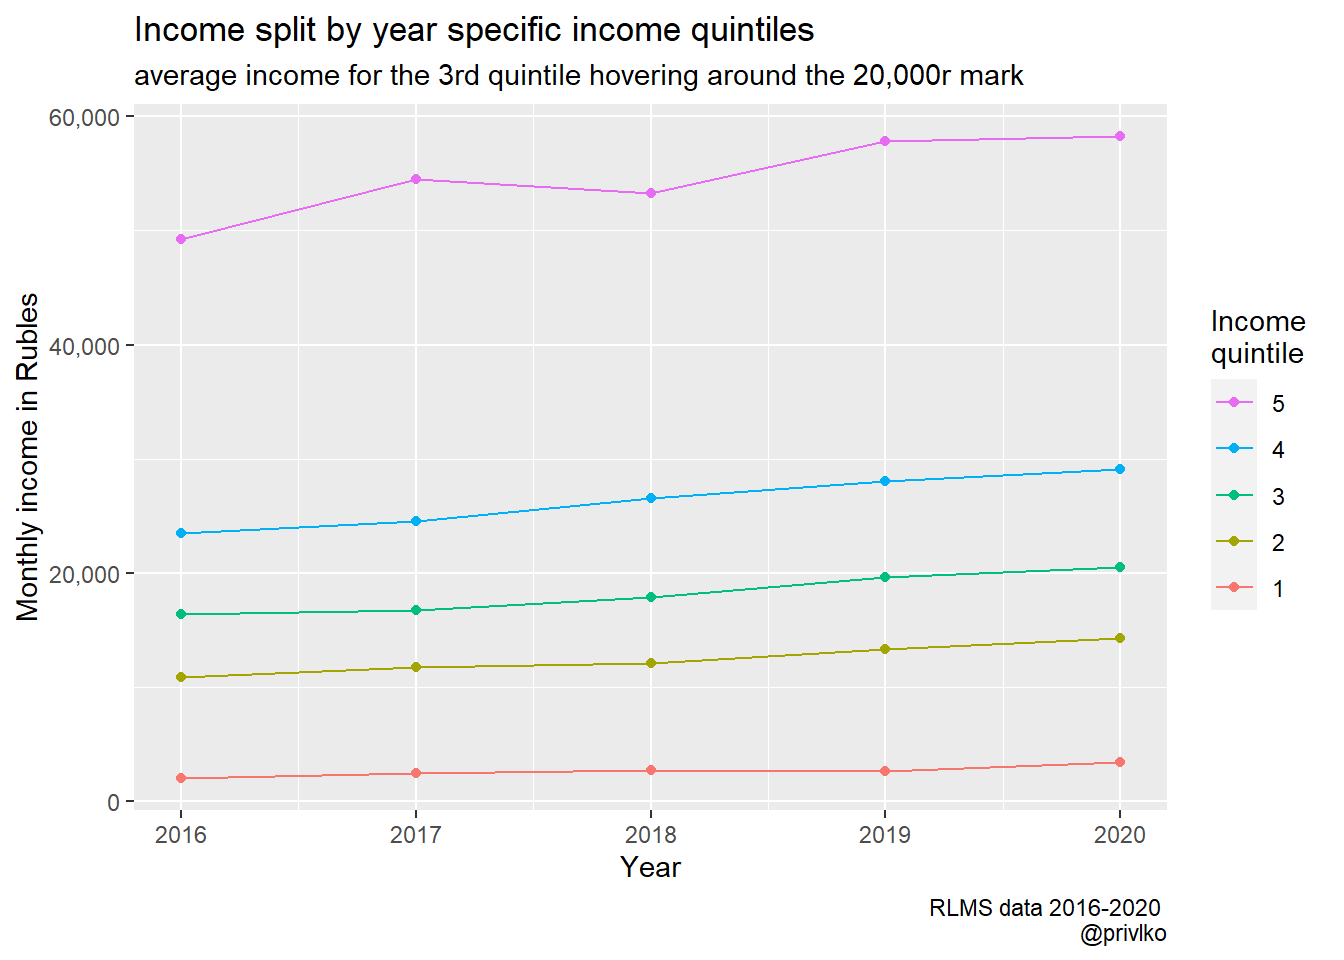 Income split by year specific income quintiles
average income for the 3rd quintile hovering around the 20,000r mark
60,000
40,000
20,000
0
Monthly income in Rubles
2016 2017 2018 2019 2020
Year
Income
quintile
5
4
3
2
1
RLMS data 2016-2020
@privlko